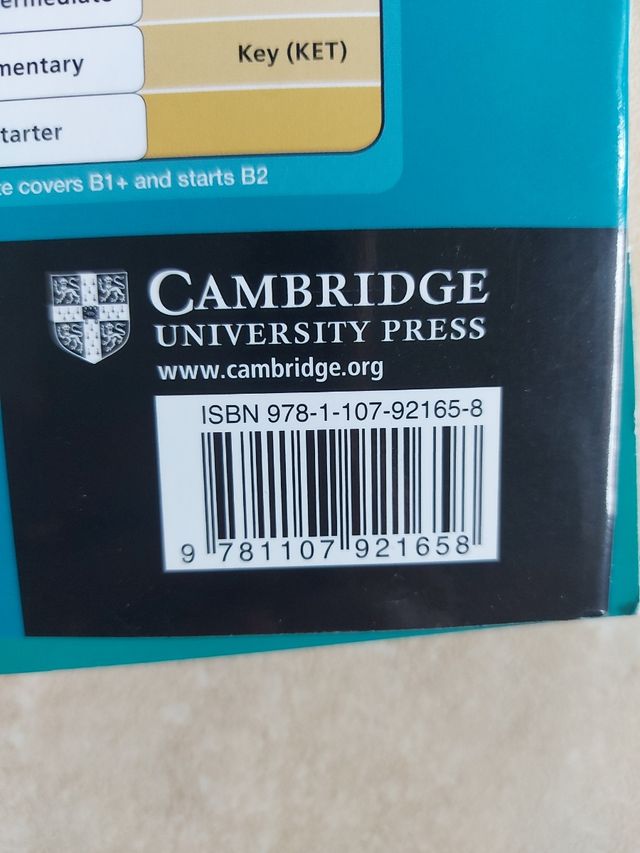 Key (KET)
mentary
tarter
te covers B1+ and starts B2
CAMBRIDGE
UNIVERSITY PRESS
www.cambridge.org
ISBN 978-1-107-92165-8
9 781107 921658